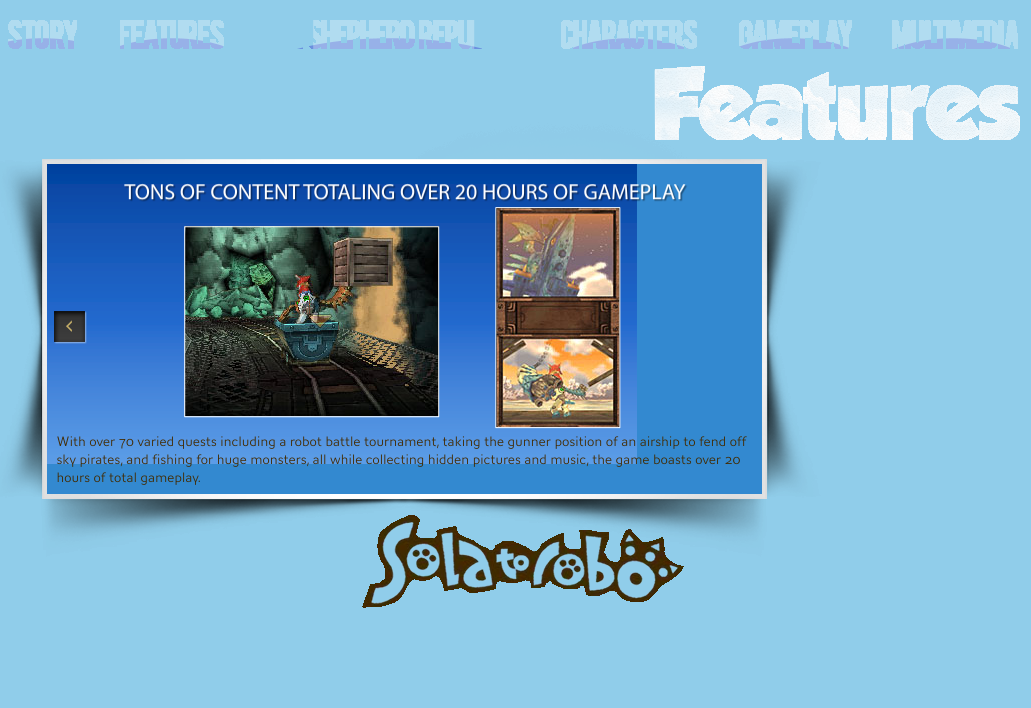 STORY
FEATURES
SHEPHERD REPU
CHARACTERS
GAMEPLAY
MULTIMEDIA
Features
TONS OF CONTENT TOTALING OVER 20 HOURS OF GAMEPLAY
With over 70 varied quests including a robot battle tournament, taking the gunner position of an airship to fend off
sky pirates, and fishing for huge monsters, all while collecting hidden pictures and music, the game boasts over 20
hours of total gameplay.
Solatorobo